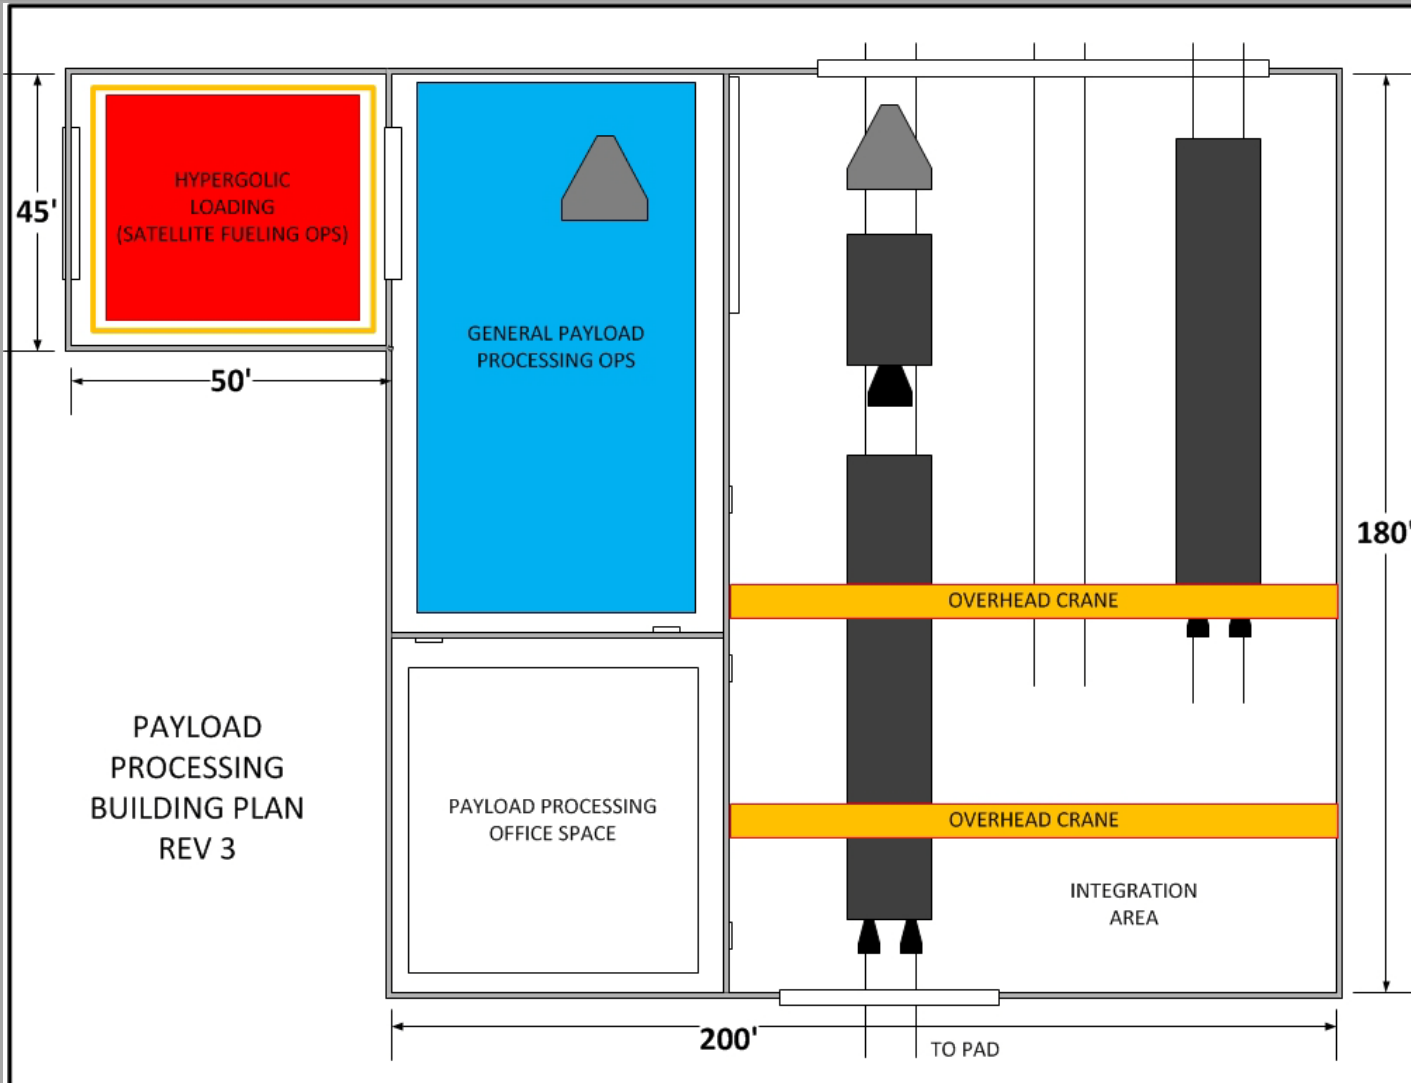 HYPERGOLIC
LOADING
(SATELLITE FUELING OPS)
45'
50'
GENERAL PAYLOAD
PROCESSING OPS
180'
OVERHEAD CRANE
PAYLOAD
PROCESSING
BUILDING PLAN
REV 3
PAYLOAD PROCESSING
OFFICE SPACE
OVERHEAD CRANE
INTEGRATION
AREA
200'
TO PAD